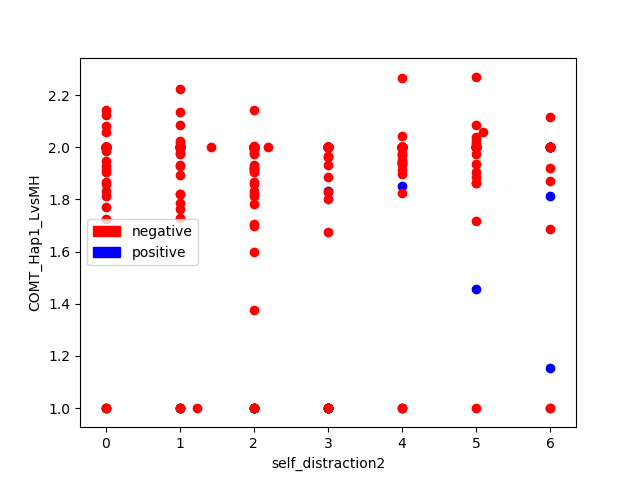 2.2
2.0
1.8
1.6
1.4
1.2
1.0
COMT_Hap1_LvsMH
negative
positive
0 1 2 3 4 5 6
self_distraction2